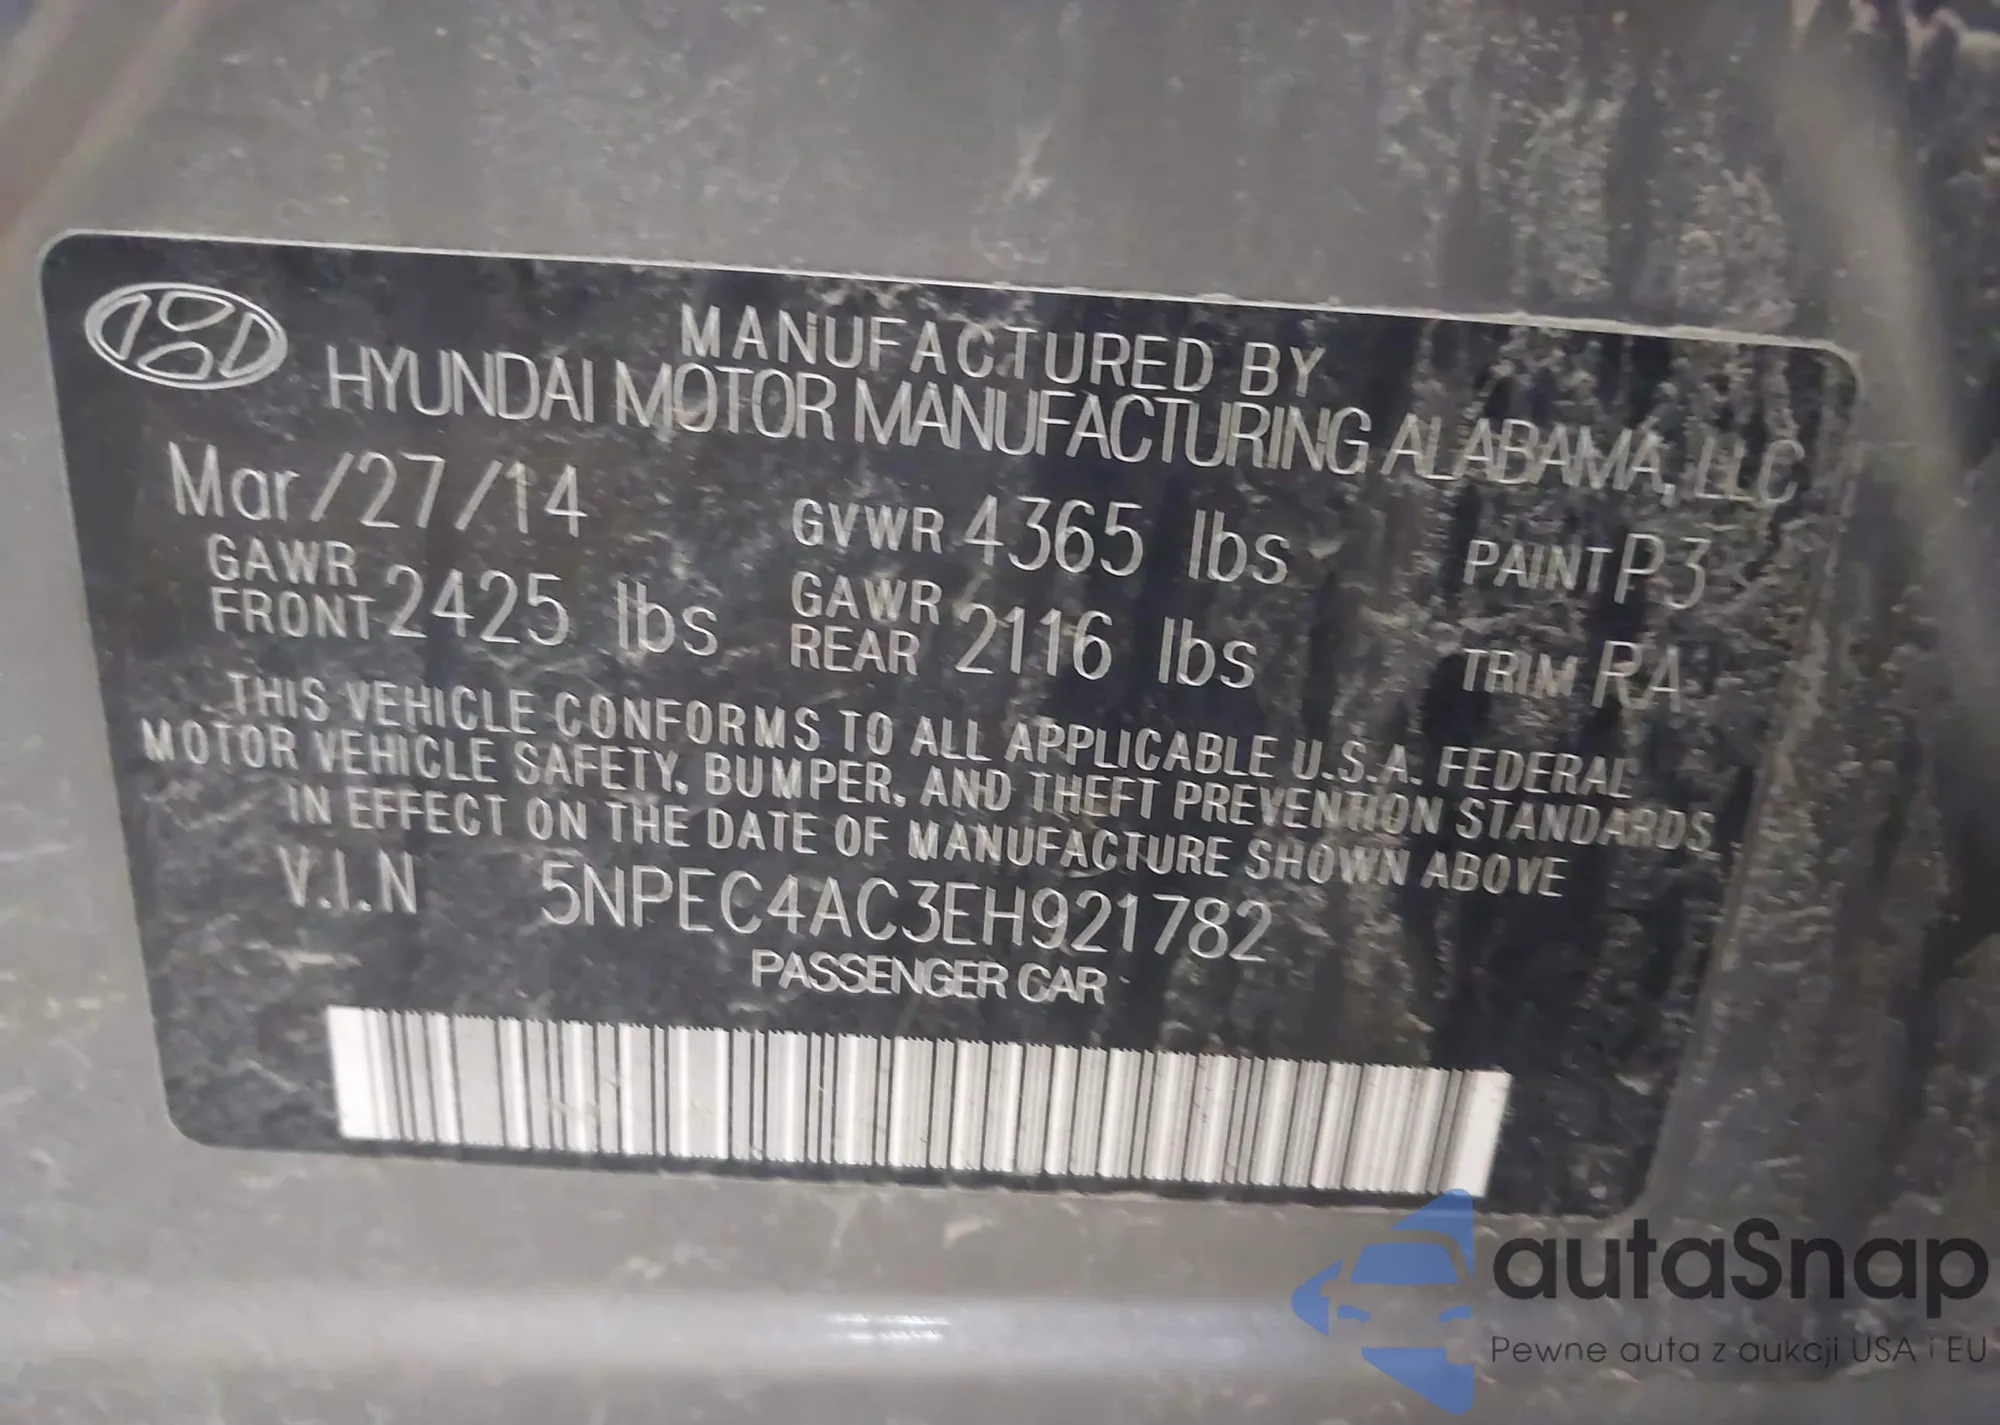 MANUFACTURED BY
HYUNDAI MOTOR MANUFACTURING ALABAMA, LLC
Mar/27/14 GVWR 4365 lbs PAINT P3
GAWR FRONT 2425 lbs GAWR REAR 2116 lbs TRIM RA
THIS VEHICLE CONFORMS TO ALL APPLICABLE U.S.A. FEDERAL
MOTOR VEHICLE SAFETY, BUMPER, AND THEFT PREVENTION STANDARDS
IN EFFECT ON THE DATE OF MANUFACTURE SHOWN ABOVE
V.I.N 5NPEC4AC3EH921782
PASSENGER CAR
autaSnap
Pewne auta z aukcji USA i EU